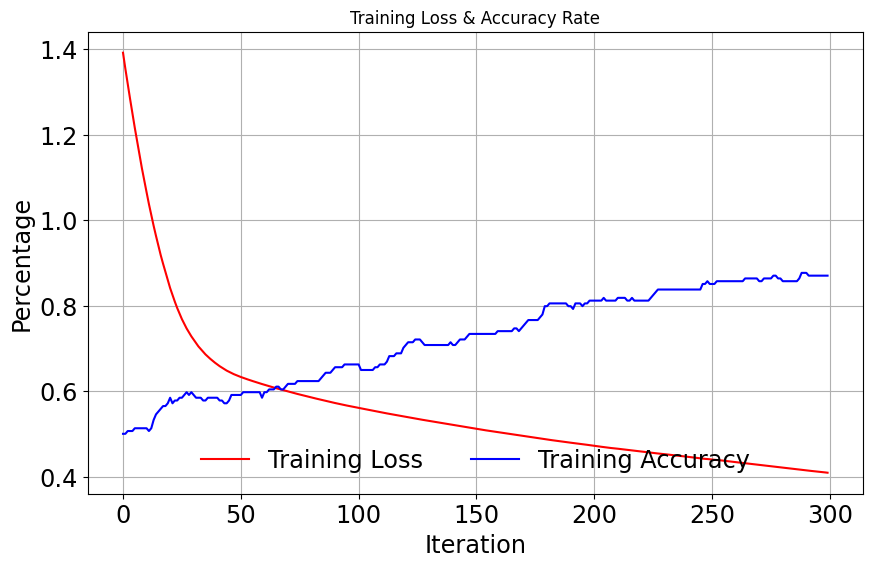 Training Loss & Accuracy Rate
1.4
1.2
1.0
0.8
0.6
0.4
Percentage
Training Loss
Training Accuracy
0 50 100 150 200 250 300
Iteration